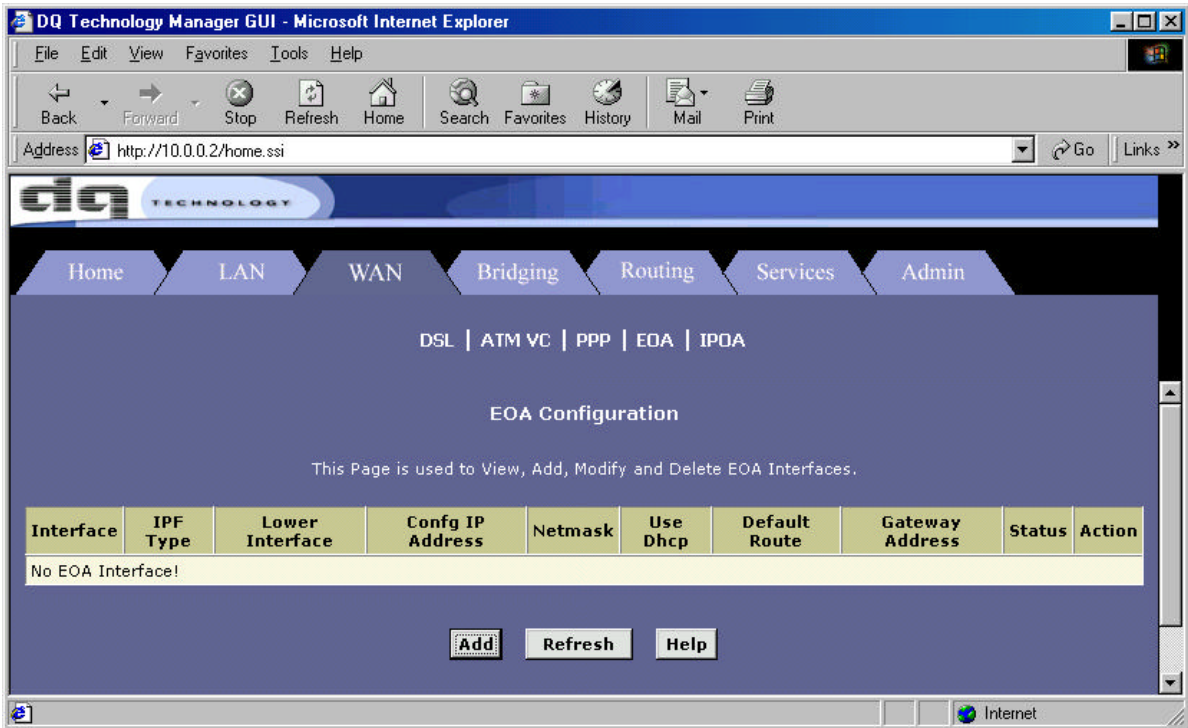 DQ Technology Manager GUI - Microsoft Internet Explorer
File Edit View Favorites Tools Help
Back Forward Stop Refresh Home Search Favorites History Mail Print
Address http://10.0.0.2/home.ssi Go Links »
dq TECHNOLOGY
Home LAN WAN Bridging Routing Services Admin
DSL | ATM VC | PPP | EOA | IPOA
EOA Configuration
This Page is used to View, Add, Modify and Delete EOA Interfaces.
Interface IPF Type Lower Interface Confg IP Address Netmask Use Dhcp Default Route Gateway Address Status Action
No EOA Interface!
Add Refresh Help
Internet